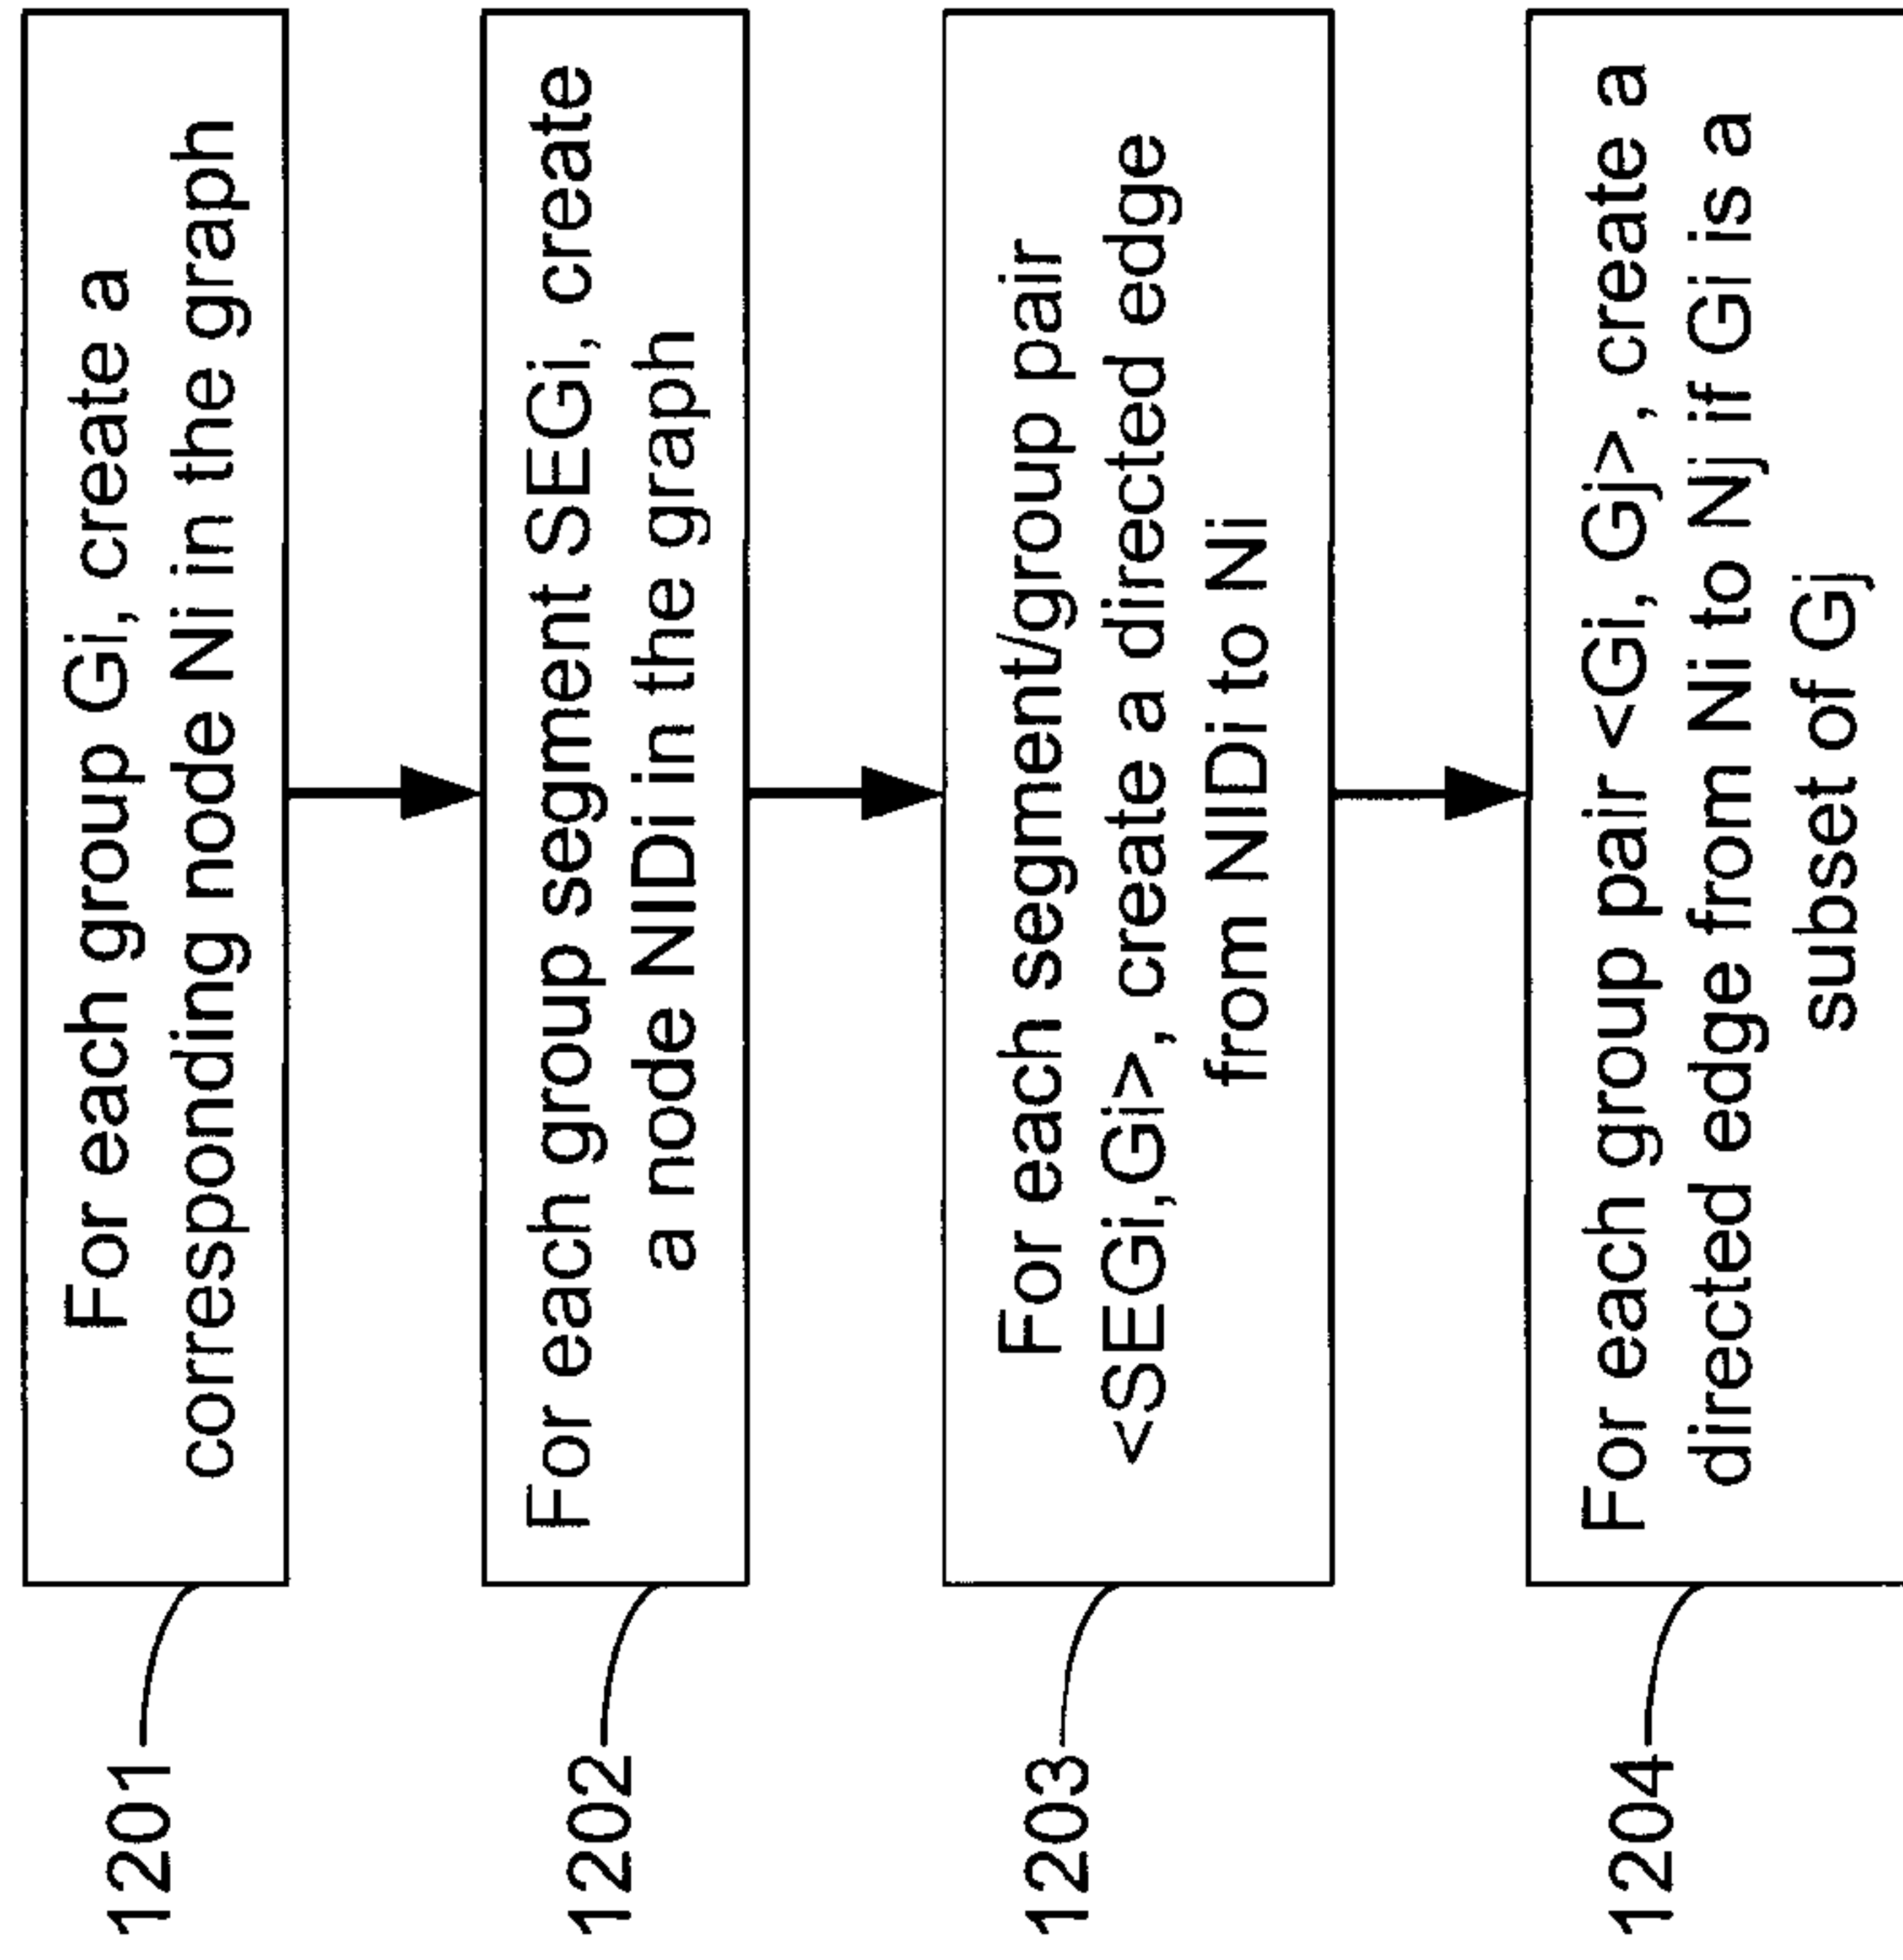 1201
For each group Gi, create a
corresponding node Ni in the graph
1202
For each group segment SEGi, create
a node NIDi in the graph
1203
For each segment/group pair
<SEGi,Gi>, create a directed edge
from NIDi to Ni
1204
For each group pair <Gi, Gj>, create a
directed edge from Ni to Nj if Gi is a
subset of Gj